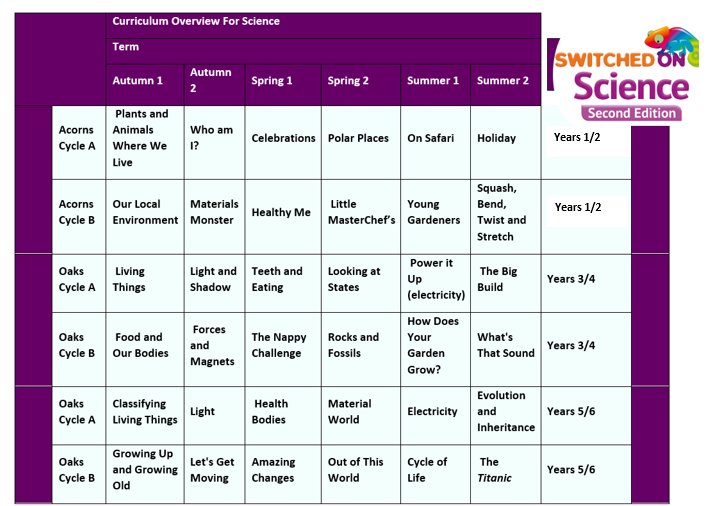 Curriculum Overview For Science
Term
Autumn 1
Autumn
2
Spring 1
Spring 2
Summer 1
Summer 2
SWITCHED ON
Science
Second Edition
Acorns
Cycle A
Plants and
Animals
Where We
Live
Who am
I?
Celebrations
Polar Places
On Safari
Holiday
Years 1/2
Acorns
Cycle B
Our Local
Environment
Materials
Monster
Healthy Me
Little
MasterChef's
Young
Gardeners
Squash,
Bend,
Twist and
Stretch
Years 1/2
Oaks
Cycle A
Living
Things
Light and
Shadow
Teeth and
Eating
Looking at
States
Power it
Up
(electricity)
The Big
Build
Years 3/4
Oaks
Cycle B
Food and
Our Bodies
Forces
and
Magnets
The Nappy
Challenge
Rocks and
Fossils
How Does
Your
Garden
Grow?
What's
That Sound
Years 3/4
Oaks
Cycle A
Classifying
Living Things
Light
Health
Bodies
Material
World
Electricity
Evolution
and
Inheritance
Years 5/6
Oaks
Cycle B
Growing Up
and Growing
Old
Let's Get
Moving
Amazing
Changes
Out of This
World
Cycle of
Life
The
Titanic
Years 5/6